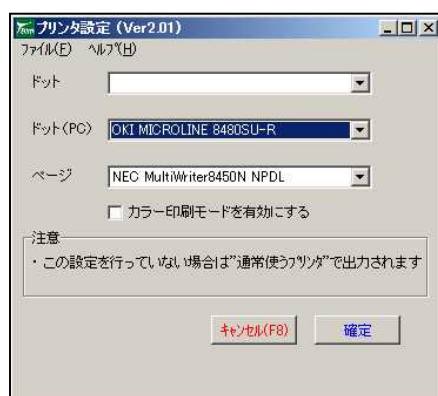 プリンタ設定 (Ver2.01)
ファイル(F) ヘルプ(H)
ドット
ドット(PC) OKI MICROLINE 8480SU-R
ページ NEC MultiWriter8450N NPDL
カラー印刷モードを有効にする
注意
・この設定を行っていない場合は"通常使うプリンタ"で出力されます
キャンセル(F8) 確定